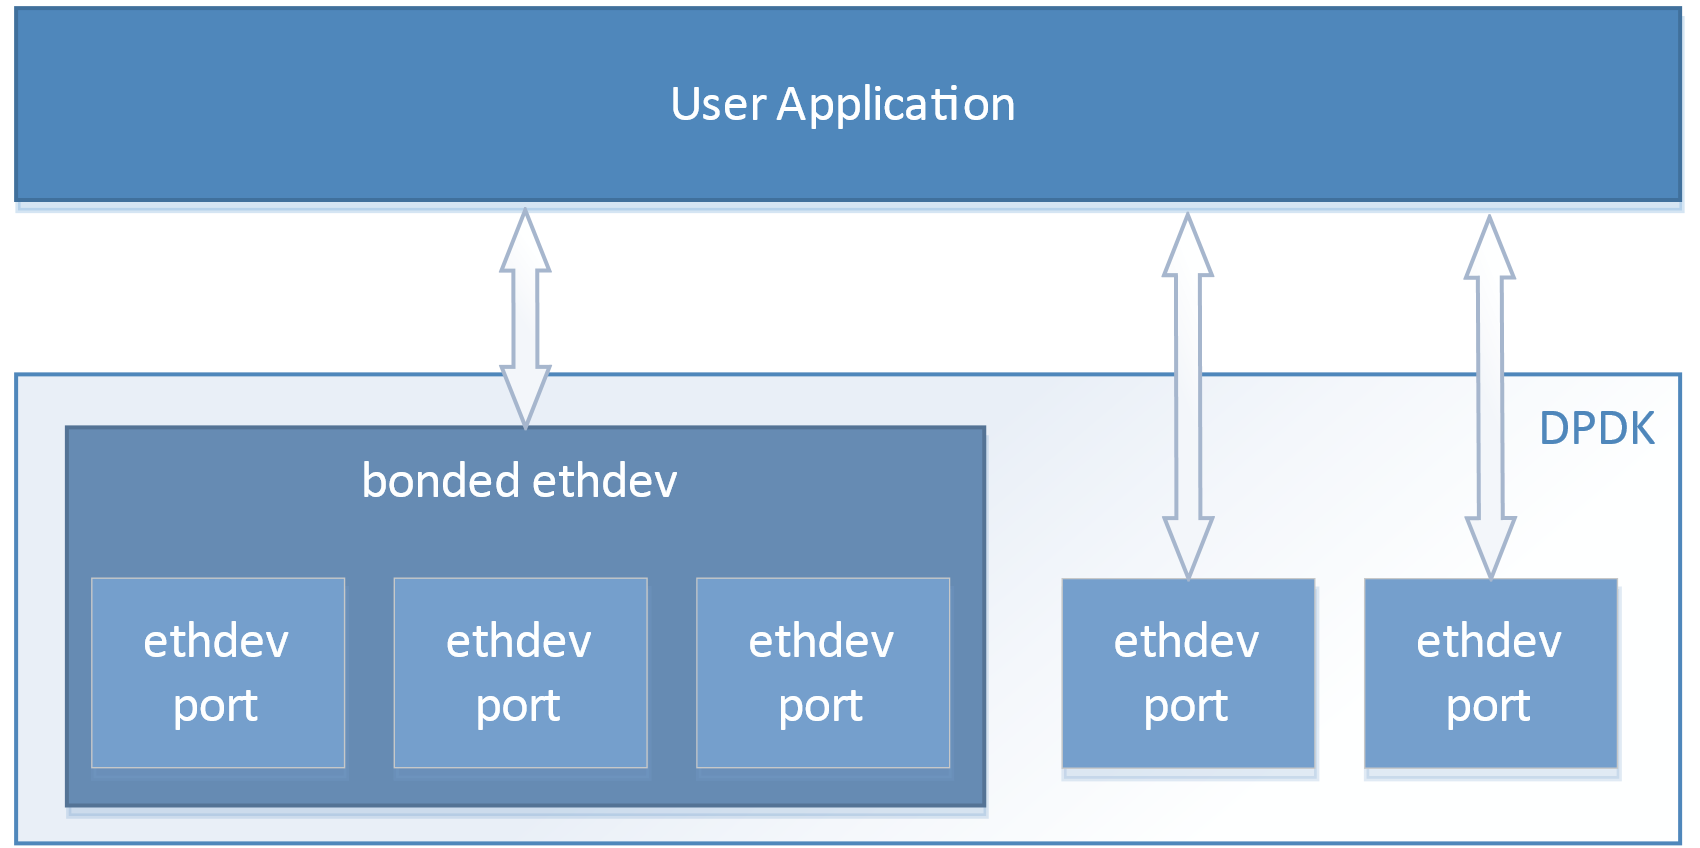 User Application
DPDK
bonded ethdev
ethdev
port
ethdev
port
ethdev
port
ethdev
port
ethdev
port